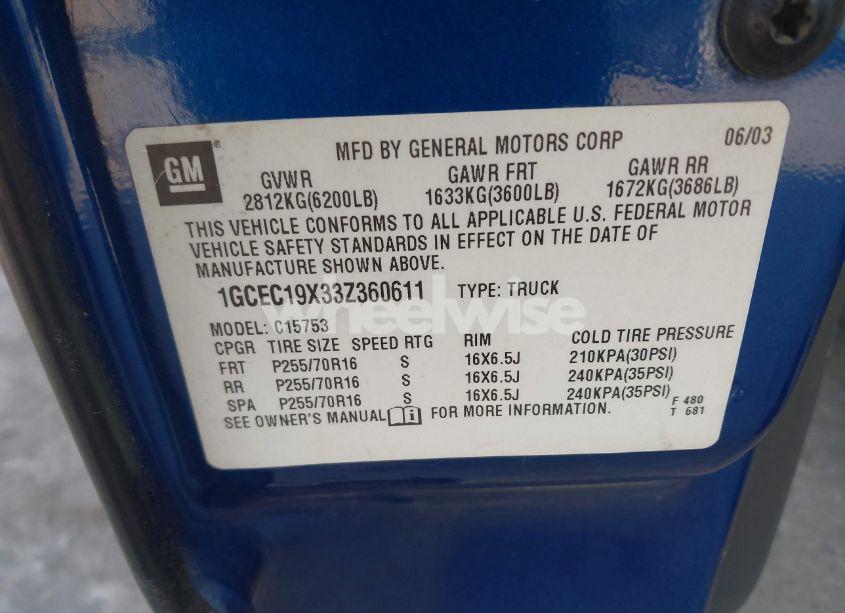 GM
MFD BY GENERAL MOTORS CORP 06/03
GVWR GAWR FRT GAWR RR
2812KG(6200LB) 1633KG(3600LB) 1672KG(3686LB)
THIS VEHICLE CONFORMS TO ALL APPLICABLE U.S. FEDERAL MOTOR
VEHICLE SAFETY STANDARDS IN EFFECT ON THE DATE OF
MANUFACTURE SHOWN ABOVE.
1GCEC19X33Z360611 TYPE: TRUCK
wheelwise
MODEL: C15753
CPGR TIRE SIZE SPEED RTG RIM COLD TIRE PRESSURE
FRT P255/70R16 S 16X6.5J 210KPA(30PSI)
RR P255/70R16 S 16X6.5J 240KPA(35PSI)
SPA P255/70R16 S 16X6.5J 240KPA(35PSI)
SEE OWNER'S MANUAL i FOR MORE INFORMATION.
F 480
T 681